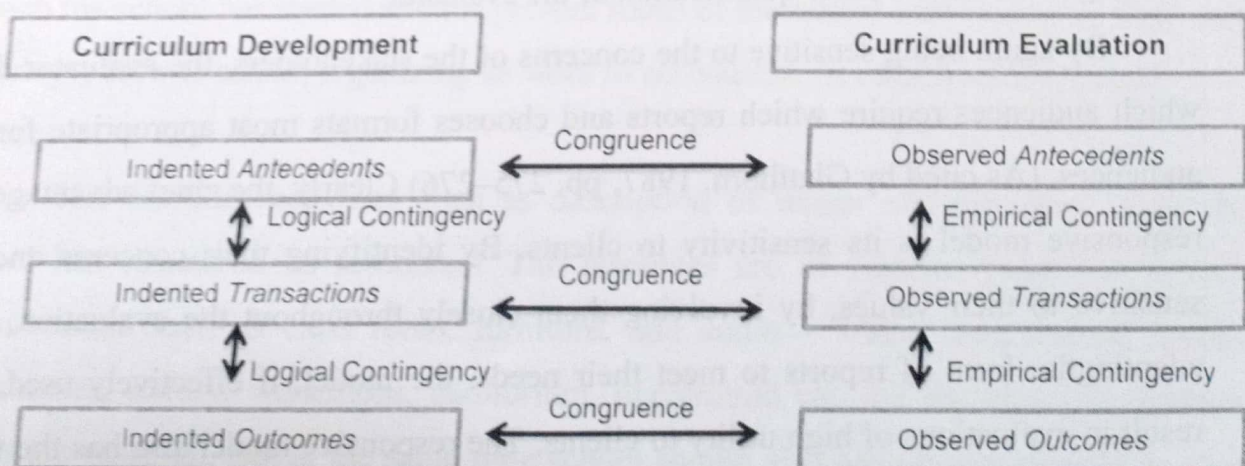 Curriculum Development Curriculum Evaluation
Congruence
Indented Antecedents Observed Antecedents
Logical Contingency Empirical Contingency
Congruence
Indented Transactions Observed Transactions
Logical Contingency Empirical Contingency
Congruence
Indented Outcomes Observed Outcomes